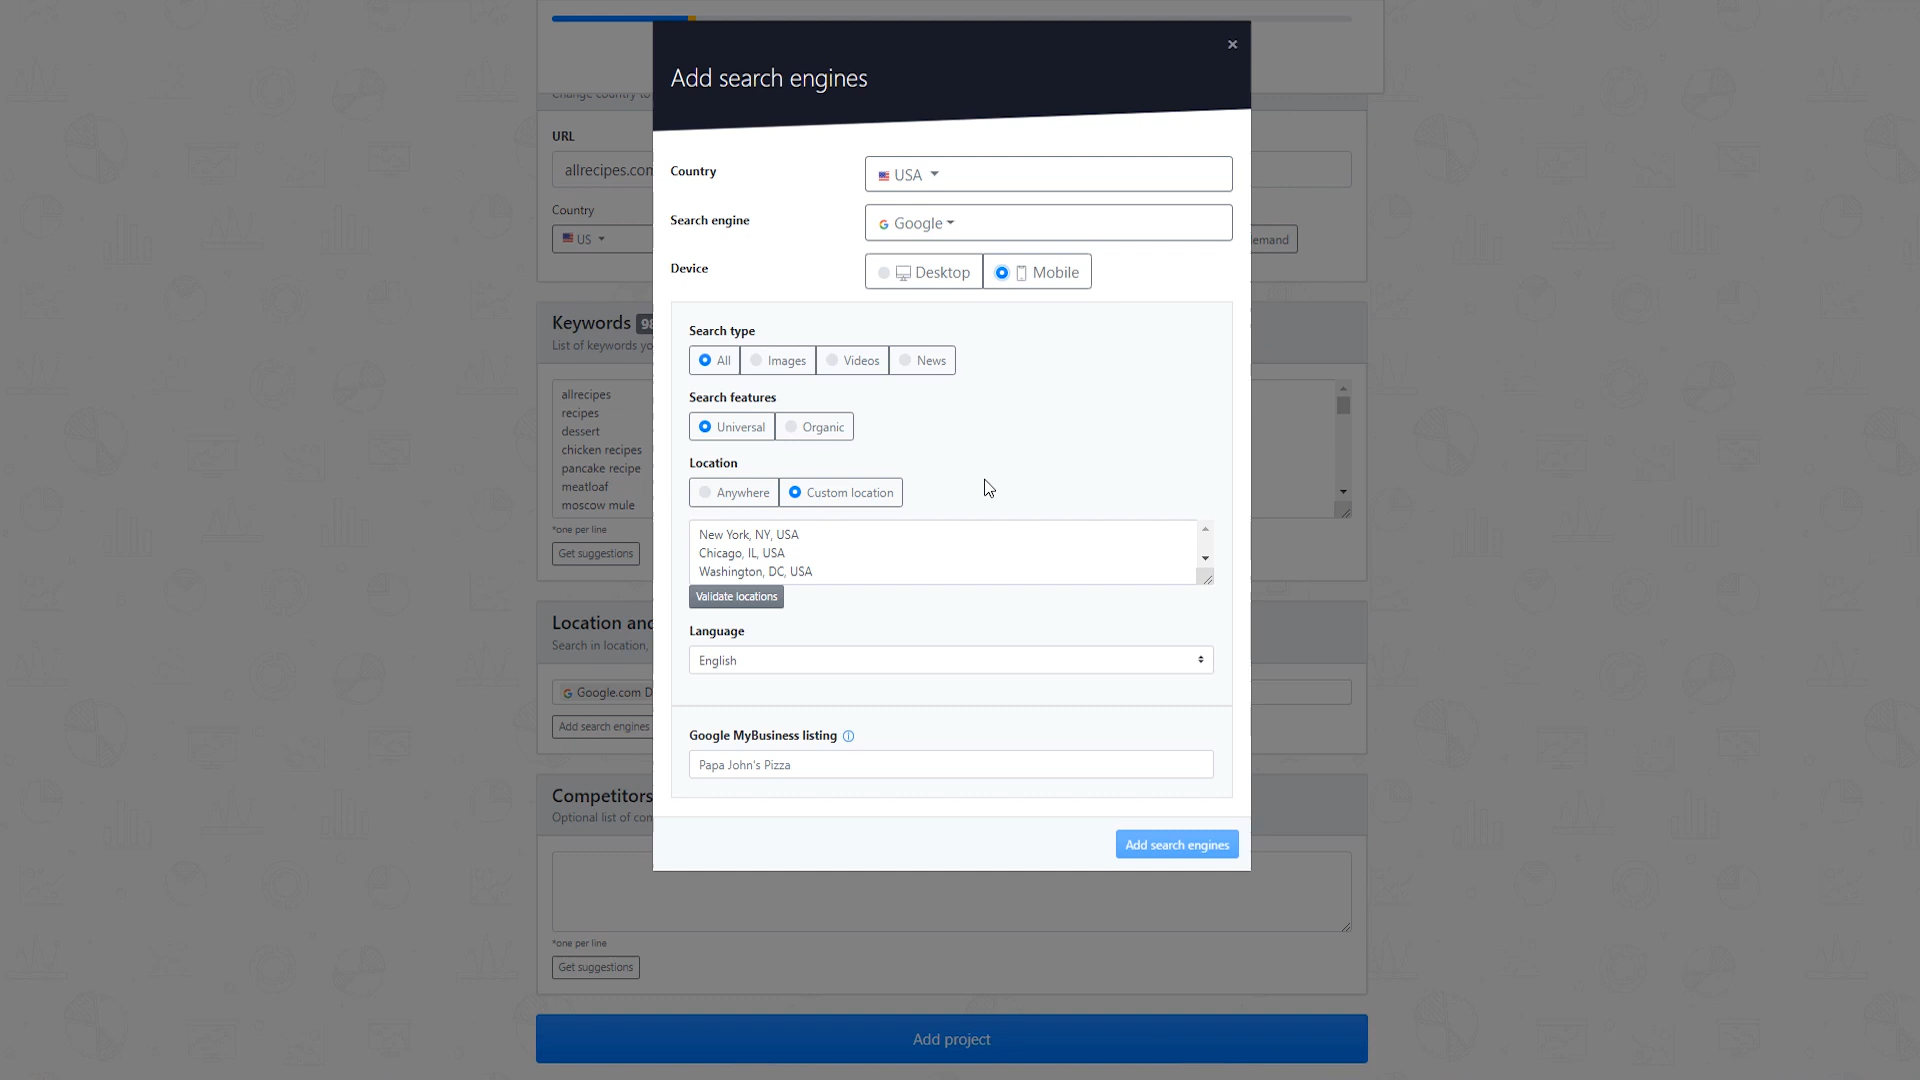 Add search engines
×
URL
allrecipes.com
Country
US
Country
USA
Search engine
Google
Device
Desktop
Mobile
Search type
All
Images
Videos
News
Search features
Universal
Organic
Location
Anywhere
Custom location
New York, NY, USA
Chicago, IL, USA
Washington, DC, USA
Validate locations
Language
English
Google MyBusiness listing
Papa John's Pizza
Add search engines
Keywords
List of keywords
allrecipes
recipes
dessert
chicken recipes
pancake recipe
meatloaf
moscow mule
*one per line
Get suggestions
Location and
Search in location,
Google.com D
Add search engines
Competitors
Optional list of
*one per line
Get suggestions
Add project